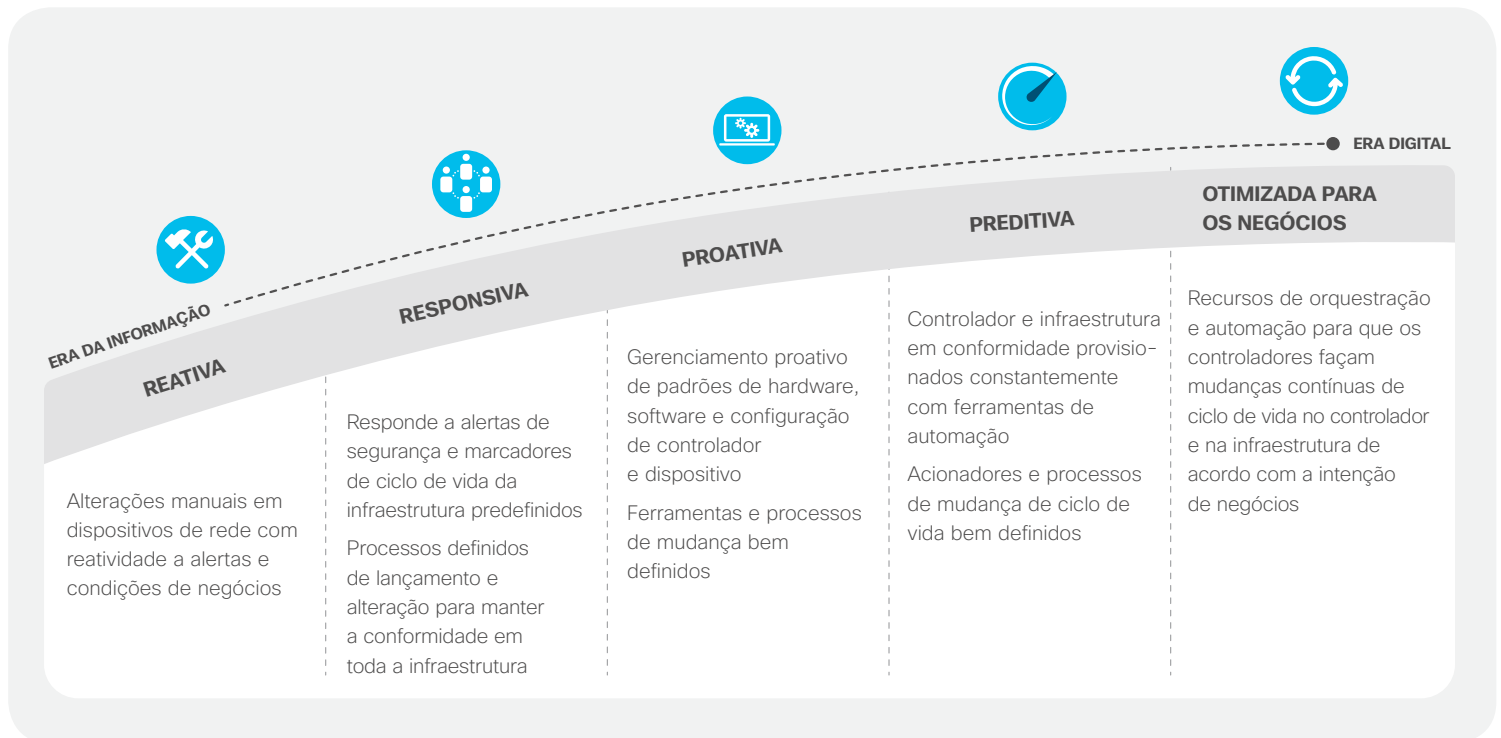 ERA DA INFORMAÇÃO
ERA DIGITAL
REATIVA
Alterações manuais em
dispositivos de rede com
reatividade a alertas e
condições de negócios
RESPONSIVA
Responde a alertas de
segurança e marcadores
de ciclo de vida da
infraestrutura predefinidos
Processos definidos
de lançamento e
alteração para manter
a conformidade em
toda a infraestrutura
PROATIVA
Gerenciamento proativo
de padrões de hardware,
software e configuração
de controlador
e dispositivo
Ferramentas e processos
de mudança bem
definidos
PREDITIVA
Controlador e infraestrutura
em conformidade provisio-
nados constantemente
com ferramentas de
automação
Acionadores e processos
de mudança de ciclo de
vida bem definidos
OTIMIZADA PARA
OS NEGÓCIOS
Recursos de orquestração
e automação para que os
controladores façam
mudanças contínuas de
ciclo de vida no controlador
e na infraestrutura de
acordo com a intenção
de negócios